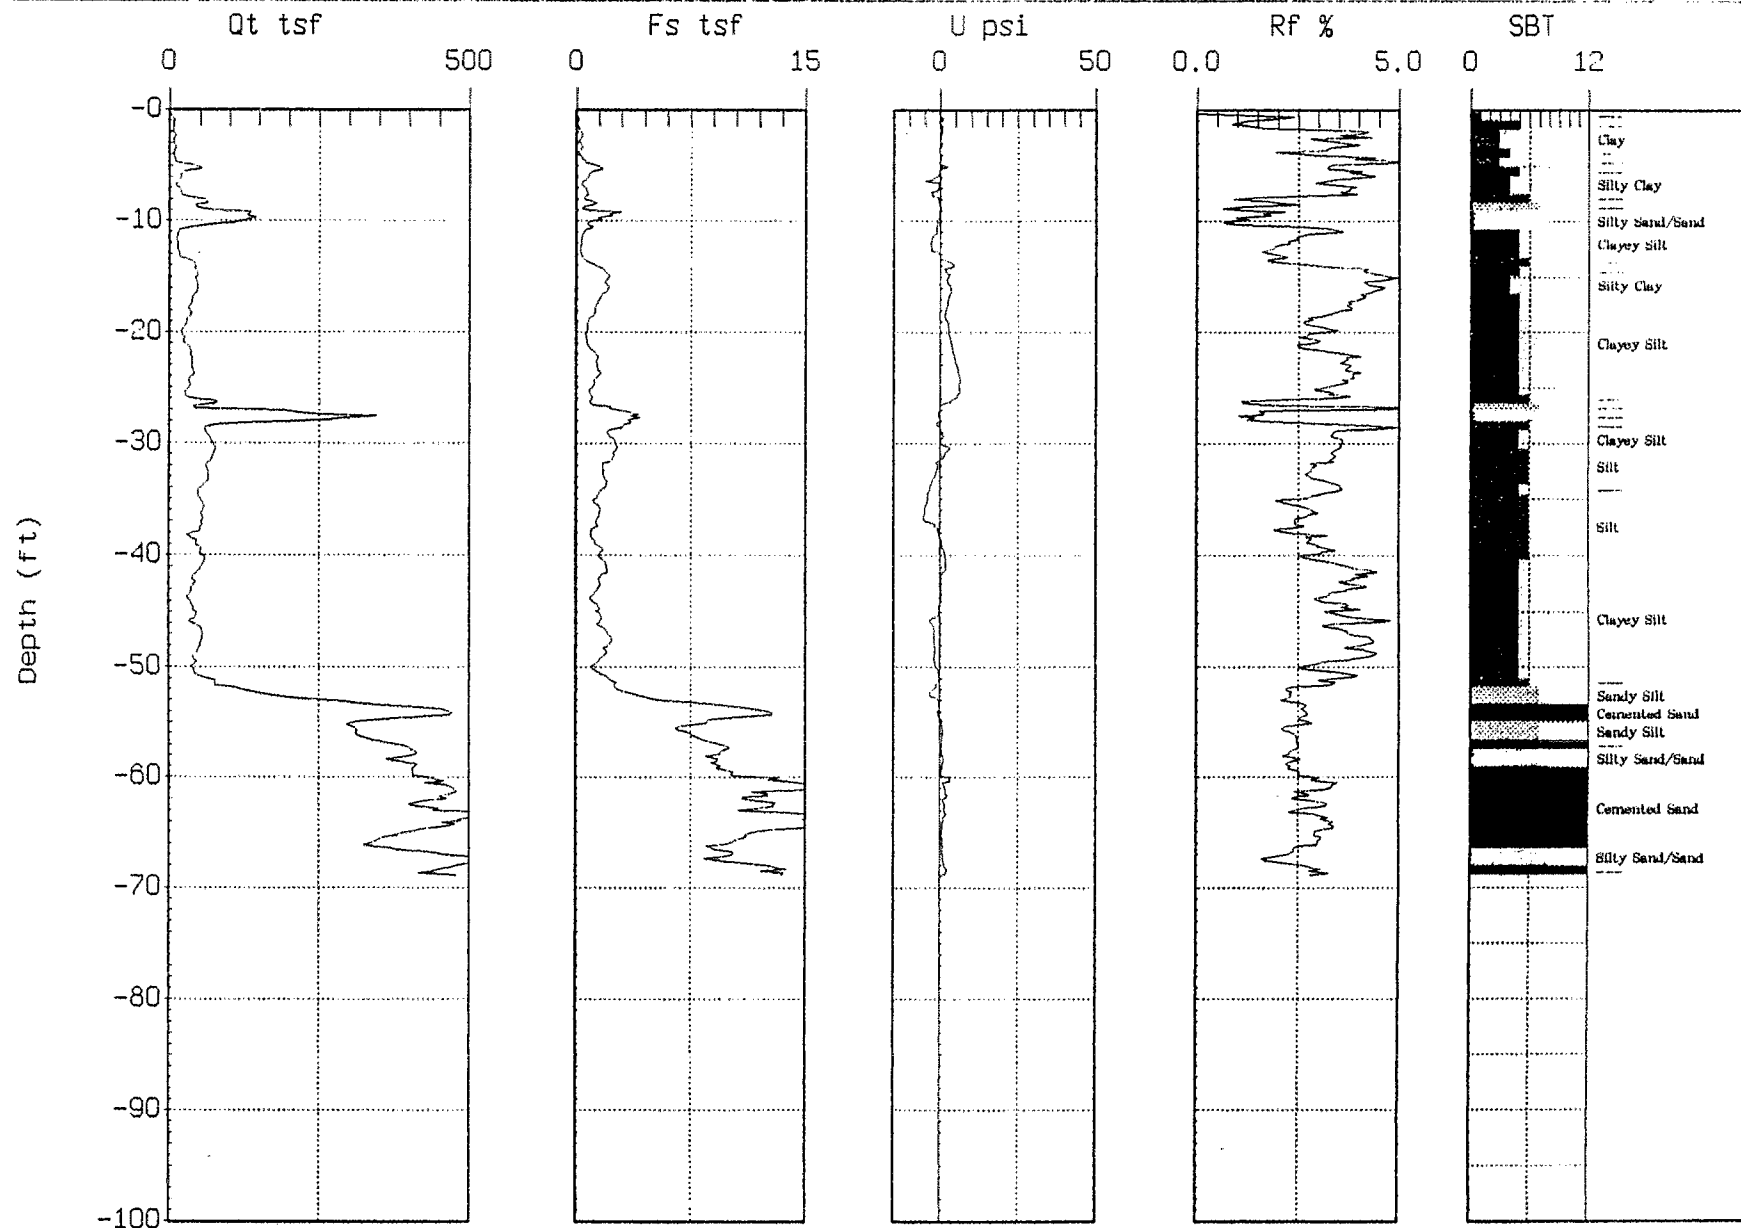 Qt tsf Fs tsf U psi Rf % SBT
0 500 0 15 0 50 0.0 5.0 0 12
-0
Clay
Silty Clay
-10
Silty Sand/Sand
Clayey Silt
Silty Clay
-20
Clayey Silt
-30
Clayey Silt
Silt
Depth (ft)
Silt
-40
Clayey Silt
-50
Sandy Silt
Cemented Sand
Sandy Silt
Silty Sand/Sand
-60
Cemented Sand
Silty Sand/Sand
-70
-80
-90
-100